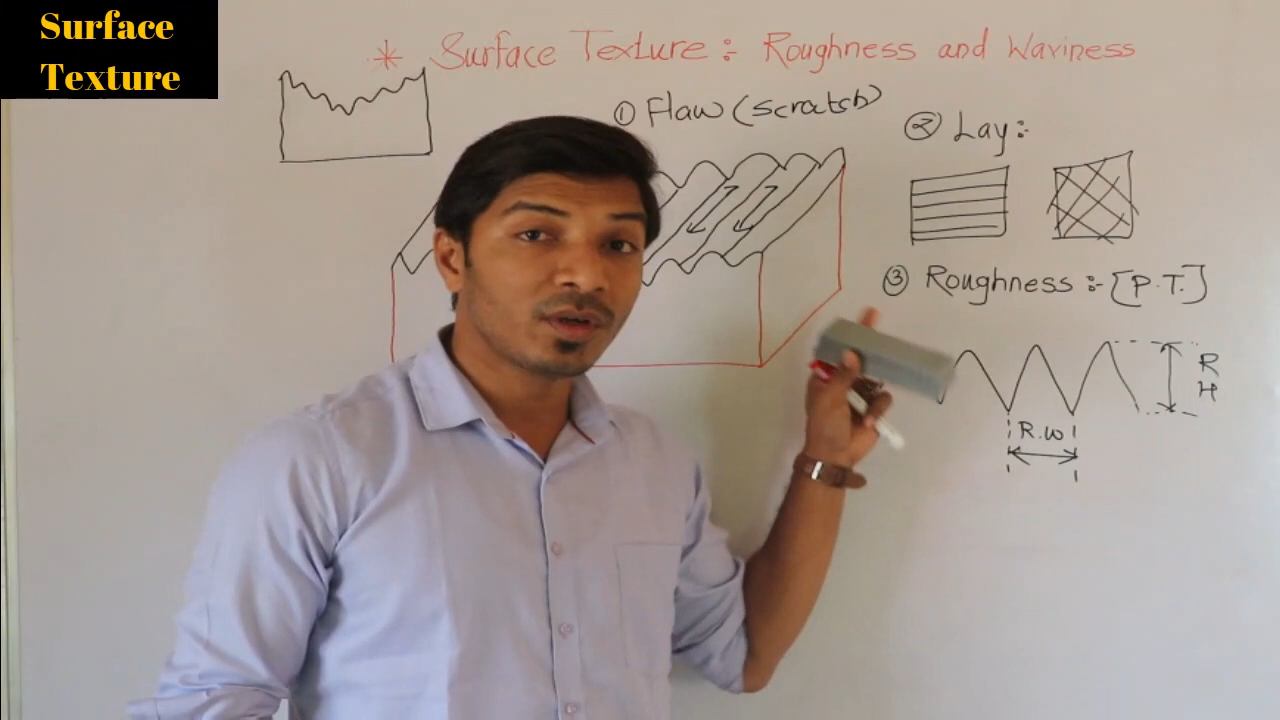 Surface
Texture
* Surface Texture :- Roughness and Waviness
① Flaw (Scratch)
② Lay :-
③ Roughness :- [P.T.]
R
H
R.W